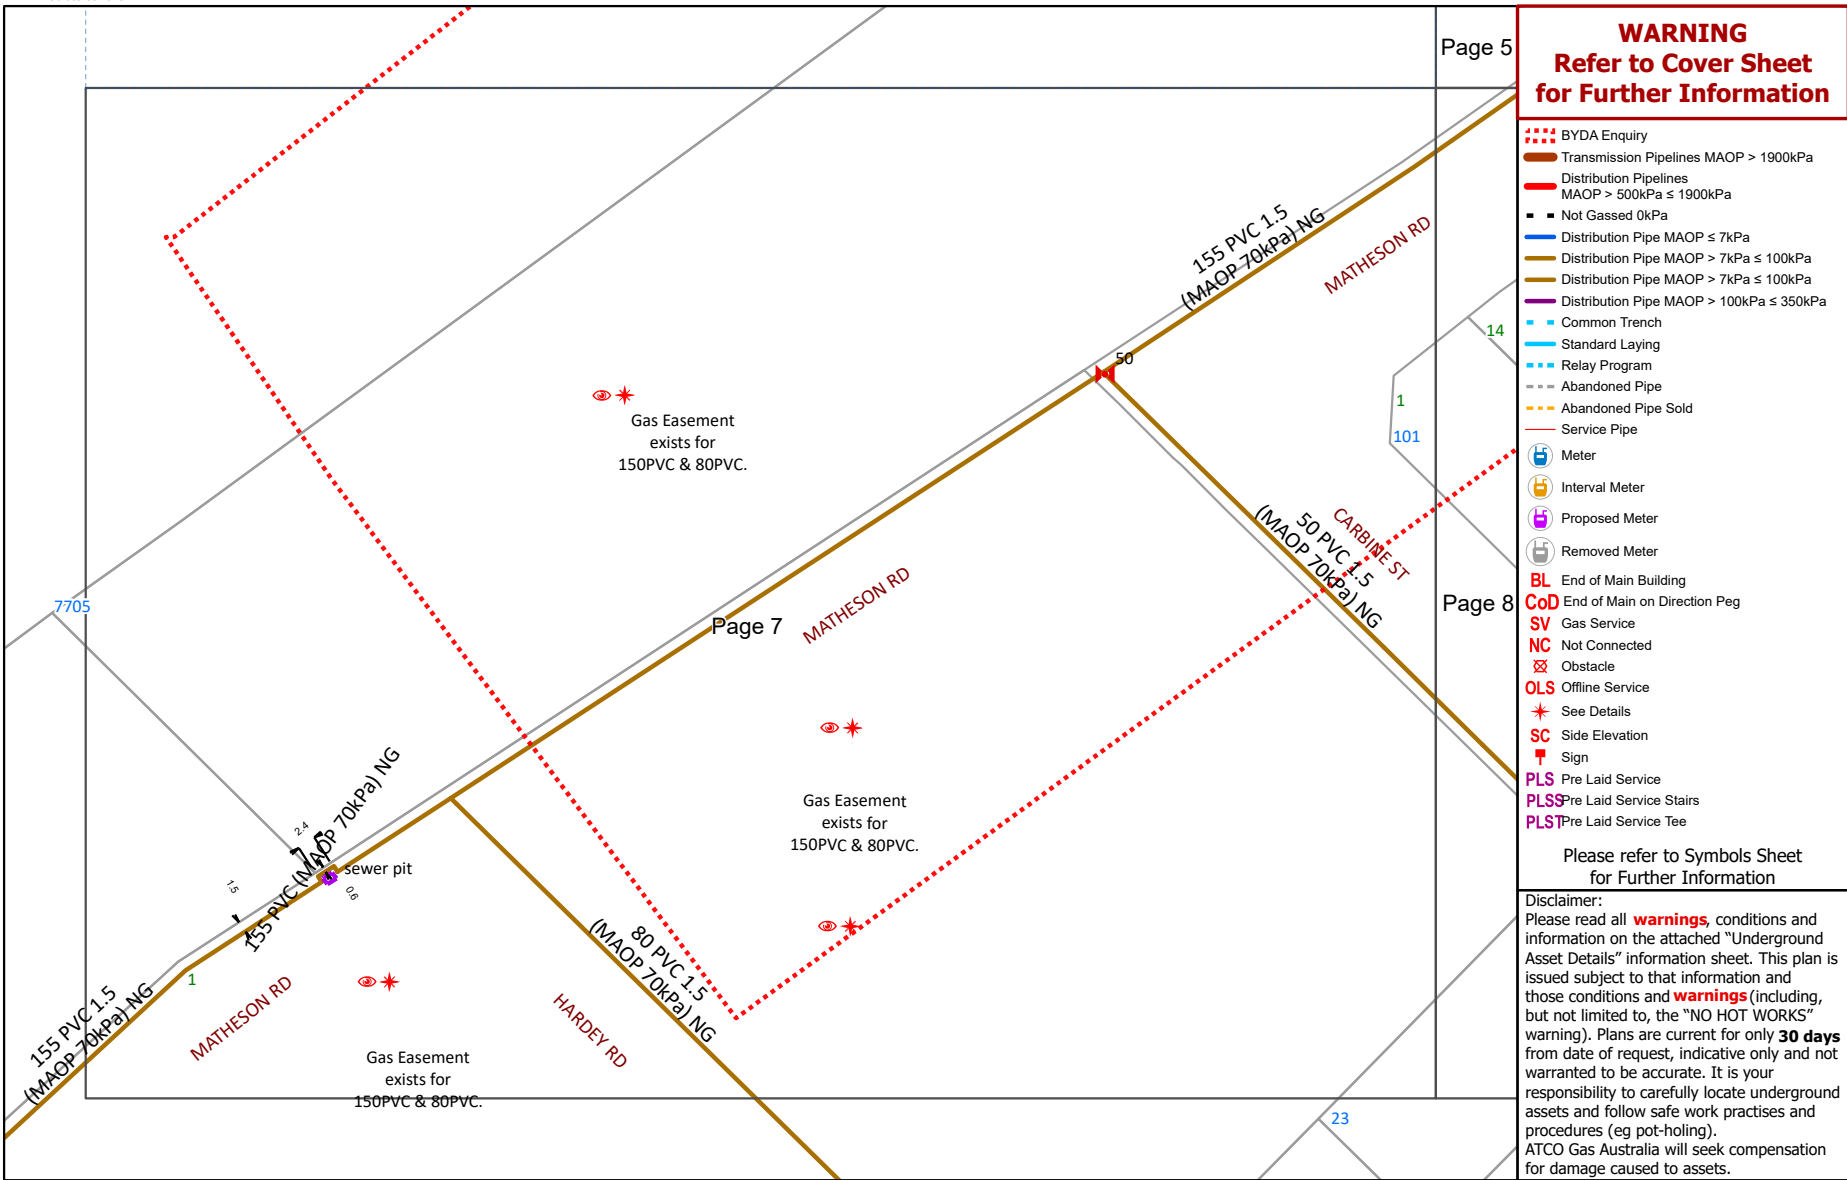 Page 5
155 PVC 1.5
(MAOP 70kPa) NG
MATHESON RD
14
50
1
101
Gas Easement
exists for
150PVC & 80PVC.
50 PVC 1.5
(MAOP 70kPa) NG
CARBINE ST
7705
Page 7
MATHESON RD
Page 8
155 PVC (MAOP 70kPa) NG
2.4
sewer pit
0.6
1.5
Gas Easement
exists for
150PVC & 80PVC.
1
155 PVC 1.5
(MAOP 70kPa) NG
MATHESON RD
80 PVC 1.5
(MAOP 70kPa) NG
HARDEY RD
Gas Easement
exists for
150PVC & 80PVC.
23
WARNING
Refer to Cover Sheet
for Further Information
BYDA Enquiry
Transmission Pipelines MAOP > 1900kPa
Distribution Pipelines
MAOP > 500kPa ≤ 1900kPa
Not Gassed 0kPa
Distribution Pipe MAOP ≤ 7kPa
Distribution Pipe MAOP > 7kPa ≤ 100kPa
Distribution Pipe MAOP > 7kPa ≤ 100kPa
Distribution Pipe MAOP > 100kPa ≤ 350kPa
Common Trench
Standard Laying
Relay Program
Abandoned Pipe
Abandoned Pipe Sold
Service Pipe
Meter
Interval Meter
Proposed Meter
Removed Meter
BL End of Main Building
CoD End of Main on Direction Peg
SV Gas Service
NC Not Connected
Obstacle
OLS Offline Service
See Details
SC Side Elevation
Sign
PLS Pre Laid Service
PLSS Pre Laid Service Stairs
PLST Pre Laid Service Tee
Please refer to Symbols Sheet
for Further Information
Disclaimer:
Please read all warnings, conditions and
information on the attached “Underground
Asset Details” information sheet. This plan is
issued subject to that information and
those conditions and warnings (including,
but not limited to, the “NO HOT WORKS”
warning). Plans are current for only 30 days
from date of request, indicative only and not
warranted to be accurate. It is your
responsibility to carefully locate underground
assets and follow safe work practises and
procedures (eg pot-holing).
ATCO Gas Australia will seek compensation
for damage caused to assets.